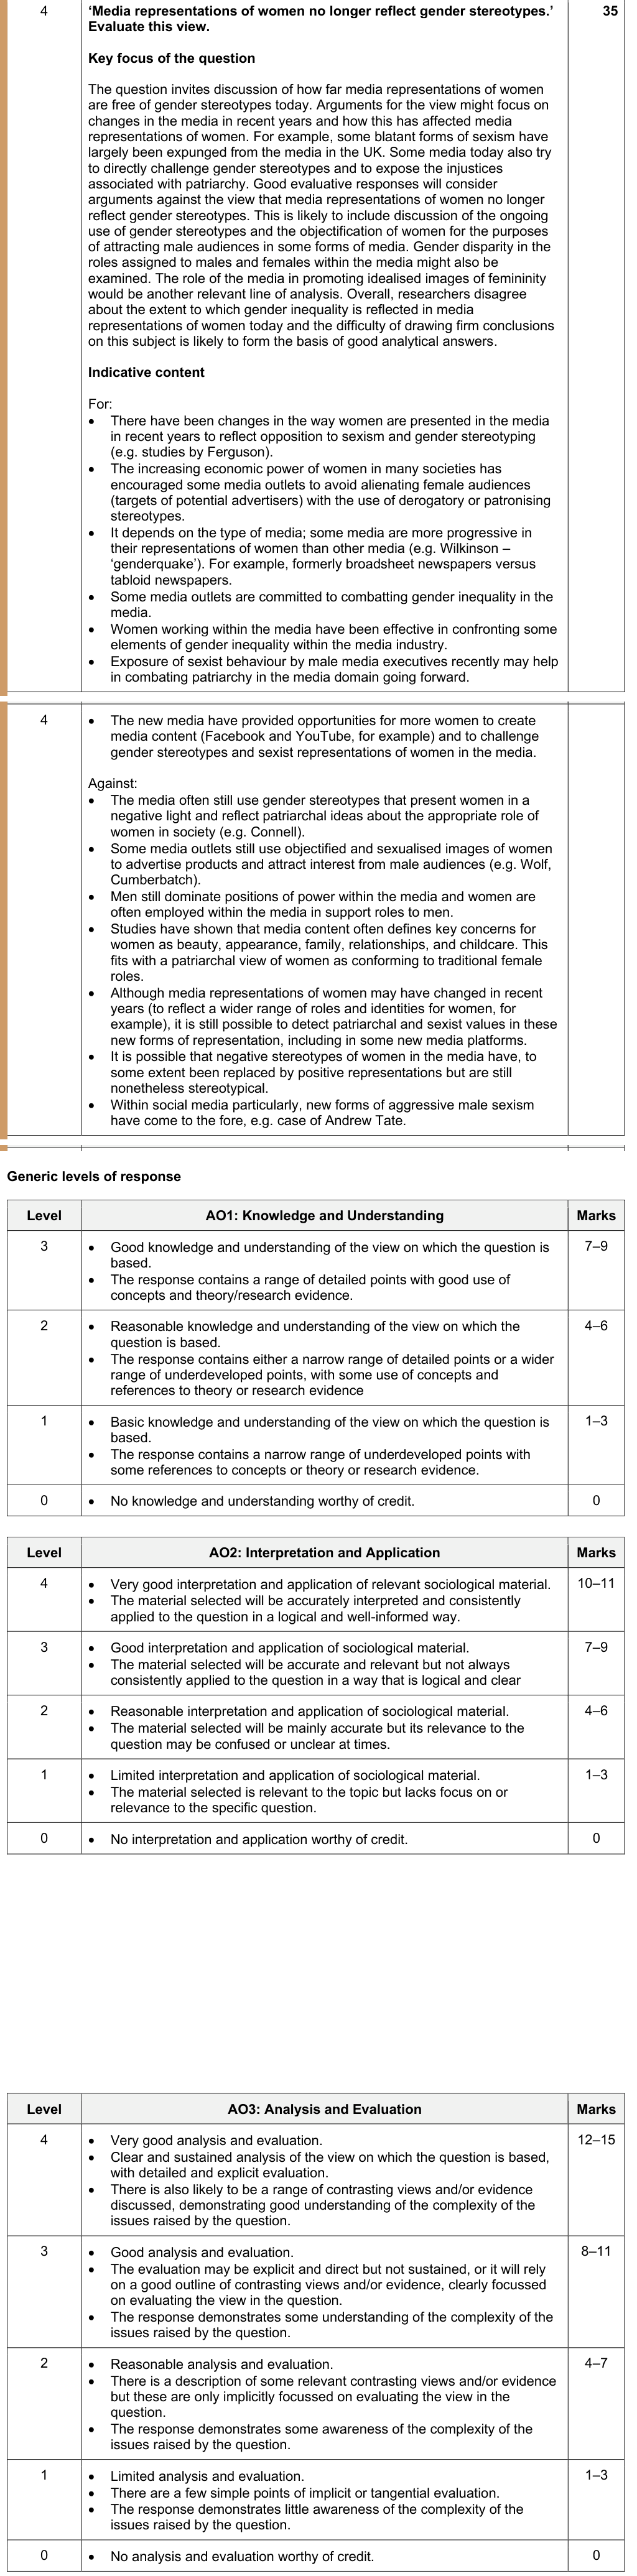 4 ‘Media representations of women no longer reflect gender stereotypes.’ 35
Evaluate this view.
Key focus of the question
The question invites discussion of how far media representations of women
are free of gender stereotypes today. Arguments for the view might focus on
changes in the media in recent years and how this has affected media
representations of women. For example, some blatant forms of sexism have
largely been expunged from the media in the UK. Some media today also try
to directly challenge gender stereotypes and to expose the injustices
associated with patriarchy. Good evaluative responses will consider
arguments against the view that media representations of women no longer
reflect gender stereotypes. This is likely to include discussion of the ongoing
use of gender stereotypes and the objectification of women for the purposes
of attracting male audiences in some forms of media. Gender disparity in the
roles assigned to males and females within the media might also be
examined. The role of the media in promoting idealised images of femininity
would be another relevant line of analysis. Overall, researchers disagree
about the extent to which gender inequality is reflected in media
representations of women today and the difficulty of drawing firm conclusions
on this subject is likely to form the basis of good analytical answers.
Indicative content
For:
• There have been changes in the way women are presented in the media
in recent years to reflect opposition to sexism and gender stereotyping
(e.g. studies by Ferguson).
• The increasing economic power of women in many societies has
encouraged some media outlets to avoid alienating female audiences
(targets of potential advertisers) with the use of derogatory or patronising
stereotypes.
• It depends on the type of media; some media are more progressive in
their representations of women than other media (e.g. Wilkinson –
‘genderquake’). For example, formerly broadsheet newspapers versus
tabloid newspapers.
• Some media outlets are committed to combatting gender inequality in the
media.
• Women working within the media have been effective in confronting some
elements of gender inequality within the media industry.
• Exposure of sexist behaviour by male media executives recently may help
in combating patriarchy in the media domain going forward.
4 • The new media have provided opportunities for more women to create
media content (Facebook and YouTube, for example) and to challenge
gender stereotypes and sexist representations of women in the media.
Against:
• The media often still use gender stereotypes that present women in a
negative light and reflect patriarchal ideas about the appropriate role of
women in society (e.g. Connell).
• Some media outlets still use objectified and sexualised images of women
to advertise products and attract interest from male audiences (e.g. Wolf,
Cumberbatch).
• Men still dominate positions of power within the media and women are
often employed within the media in support roles to men.
• Studies have shown that media content often defines key concerns for
women as beauty, appearance, family, relationships, and childcare. This
fits with a patriarchal view of women as conforming to traditional female
roles.
• Although media representations of women may have changed in recent
years (to reflect a wider range of roles and identities for women, for
example), it is still possible to detect patriarchal and sexist values in these
new forms of representation, including in some new media platforms.
• It is possible that negative stereotypes of women in the media have, to
some extent been replaced by positive representations but are still
nonetheless stereotypical.
• Within social media particularly, new forms of aggressive male sexism
have come to the fore, e.g. case of Andrew Tate.
Generic levels of response
Level AO1: Knowledge and Understanding Marks
3 • Good knowledge and understanding of the view on which the question is 7–9
based.
• The response contains a range of detailed points with good use of
concepts and theory/research evidence.
2 • Reasonable knowledge and understanding of the view on which the 4–6
question is based.
• The response contains either a narrow range of detailed points or a wider
range of underdeveloped points, with some use of concepts and
references to theory or research evidence
1 • Basic knowledge and understanding of the view on which the question is 1–3
based.
• The response contains a narrow range of underdeveloped points with
some references to concepts or theory or research evidence.
0 • No knowledge and understanding worthy of credit. 0
Level AO2: Interpretation and Application Marks
4 • Very good interpretation and application of relevant sociological material. 10–11
• The material selected will be accurately interpreted and consistently
applied to the question in a logical and well-informed way.
3 • Good interpretation and application of sociological material. 7–9
• The material selected will be accurate and relevant but not always
consistently applied to the question in a way that is logical and clear
2 • Reasonable interpretation and application of sociological material. 4–6
• The material selected will be mainly accurate but its relevance to the
question may be confused or unclear at times.
1 • Limited interpretation and application of sociological material. 1–3
• The material selected is relevant to the topic but lacks focus on or
relevance to the specific question.
0 • No interpretation and application worthy of credit. 0
Level AO3: Analysis and Evaluation Marks
4 • Very good analysis and evaluation. 12–15
• Clear and sustained analysis of the view on which the question is based,
with detailed and explicit evaluation.
• There is also likely to be a range of contrasting views and/or evidence
discussed, demonstrating good understanding of the complexity of the
issues raised by the question.
3 • Good analysis and evaluation. 8–11
• The evaluation may be explicit and direct but not sustained, or it will rely
on a good outline of contrasting views and/or evidence, clearly focussed
on evaluating the view in the question.
• The response demonstrates some understanding of the complexity of the
issues raised by the question.
2 • Reasonable analysis and evaluation. 4–7
• There is a description of some relevant contrasting views and/or evidence
but these are only implicitly focussed on evaluating the view in the
question.
• The response demonstrates some awareness of the complexity of the
issues raised by the question.
1 • Limited analysis and evaluation. 1–3
• There are a few simple points of implicit or tangential evaluation.
• The response demonstrates little awareness of the complexity of the
issues raised by the question.
0 • No analysis and evaluation worthy of credit. 0